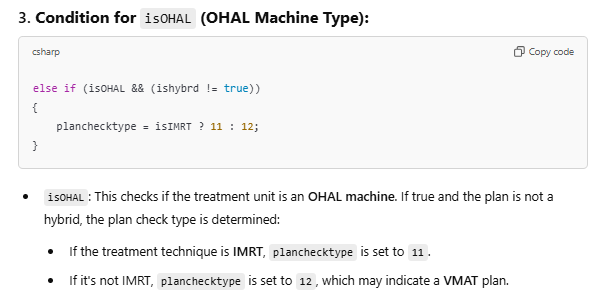 3. Condition for isOHAL (OHAL Machine Type):
csharp
Copy code
else if (isOHAL && (ishybrd != true))
{
planchecktype = isIMRT ? 11 : 12;
}
isOHAL: This checks if the treatment unit is an OHAL machine. If true and the plan is not a
hybrid, the plan check type is determined:
If the treatment technique is IMRT, planchecktype is set to 11.
If it's not IMRT, planchecktype is set to 12, which may indicate a VMAT plan.